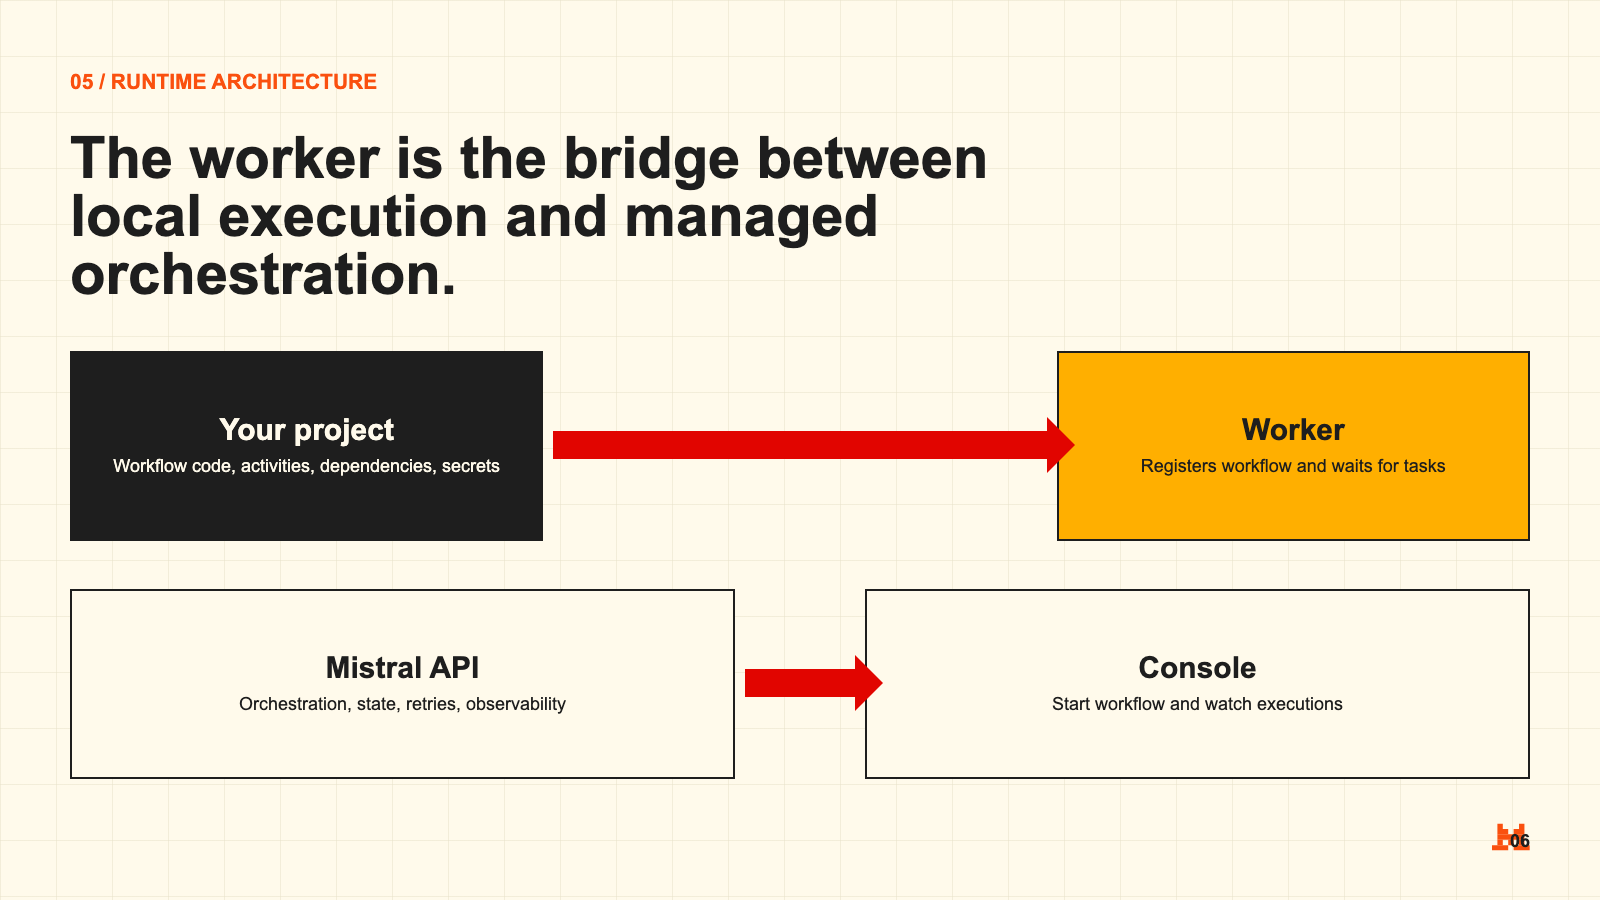 05 / RUNTIME ARCHITECTURE
The worker is the bridge between
local execution and managed
orchestration.
Your project
Workflow code, activities, dependencies, secrets
Worker
Registers workflow and waits for tasks
Mistral API
Orchestration, state, retries, observability
Console
Start workflow and watch executions
06